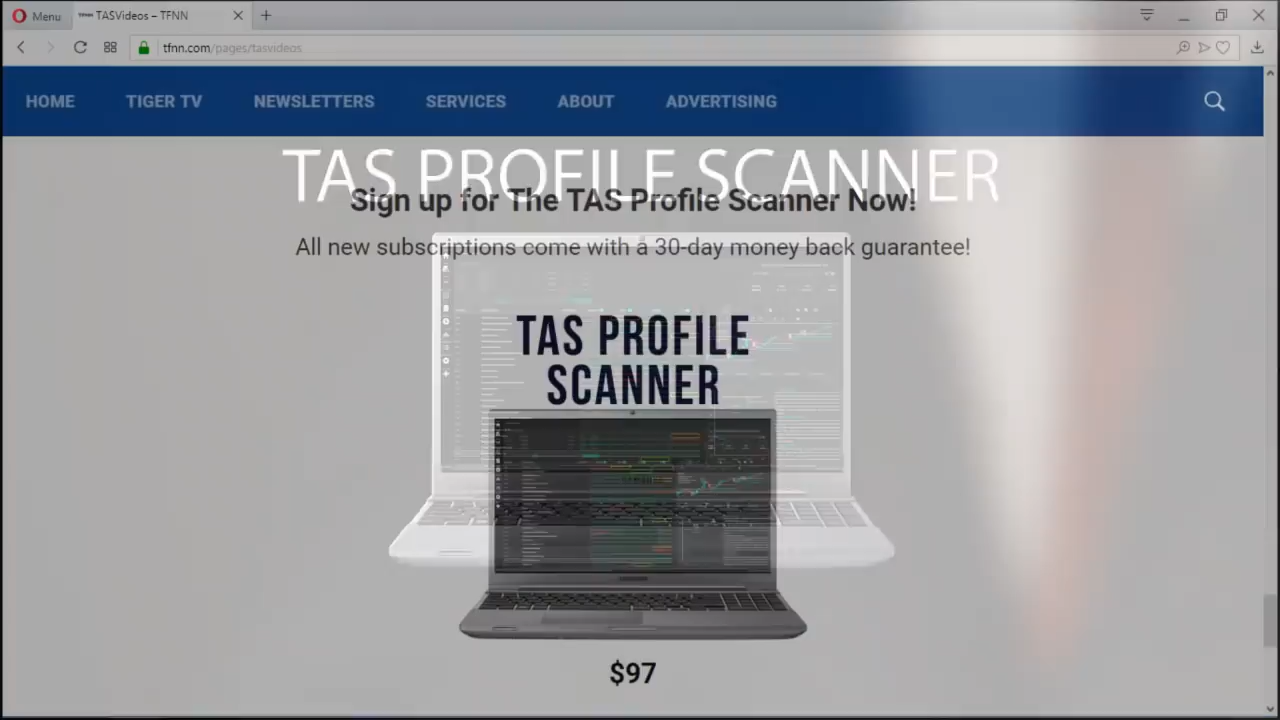 Menu
TASVideos – TFNN
tfnn.com/pages/tasvideos
HOME TIGER TV NEWSLETTERS SERVICES ABOUT ADVERTISING
TAS PROFILE SCANNER
Sign up for The TAS Profile Scanner Now!
All new subscriptions come with a 30-day money back guarantee!
TAS PROFILE
SCANNER
$97